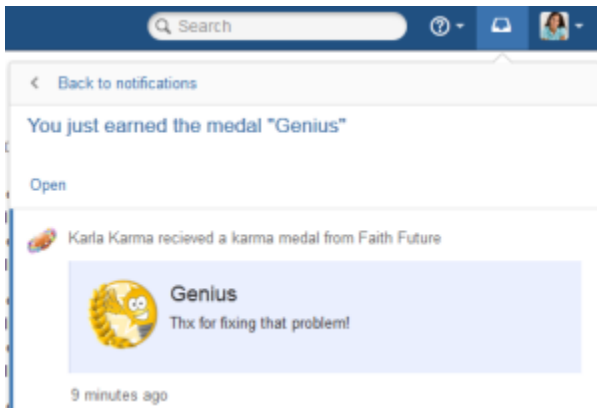 Search
Back to notifications
You just earned the medal "Genius"
Open
Karla Karma recieved a karma medal from Faith Future
Genius
Thx for fixing that problem!
9 minutes ago